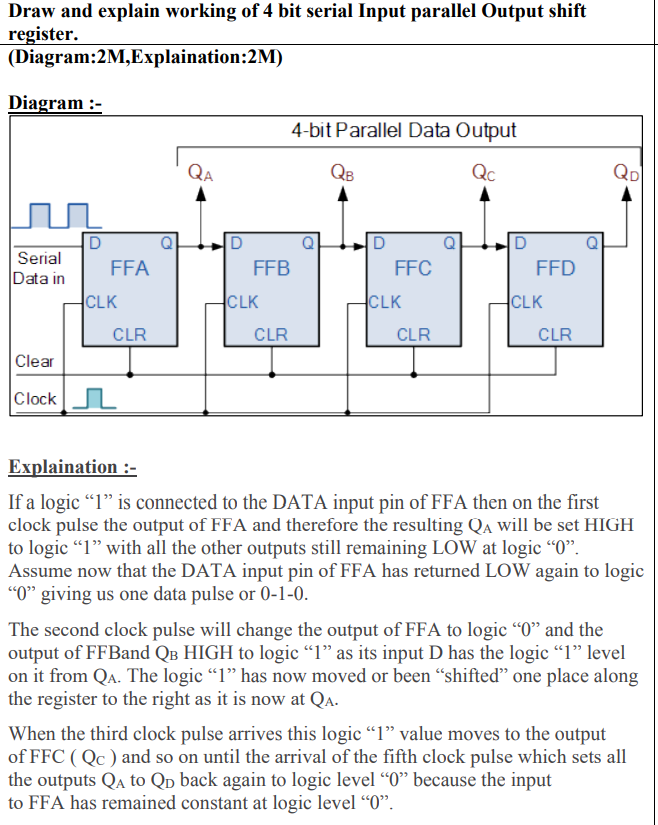 Draw and explain working of 4 bit serial Input parallel Output shift
register.
(Diagram:2M,Explaination:2M)
Diagram :-
4-bit Parallel Data Output
QA QB QC QD
D Q D Q D Q D Q
Serial
Data in
FFA FFB FFC FFD
CLK CLK CLK CLK
CLR CLR CLR CLR
Clear
Clock
Explaination :-
If a logic “1” is connected to the DATA input pin of FFA then on the first
clock pulse the output of FFA and therefore the resulting QA will be set HIGH
to logic “1” with all the other outputs still remaining LOW at logic “0”.
Assume now that the DATA input pin of FFA has returned LOW again to logic
“0” giving us one data pulse or 0-1-0.
The second clock pulse will change the output of FFA to logic “0” and the
output of FFBand QB HIGH to logic “1” as its input D has the logic “1” level
on it from QA. The logic “1” has now moved or been “shifted” one place along
the register to the right as it is now at QA.
When the third clock pulse arrives this logic “1” value moves to the output
of FFC ( QC ) and so on until the arrival of the fifth clock pulse which sets all
the outputs QA to QD back again to logic level “0” because the input
to FFA has remained constant at logic level “0”.